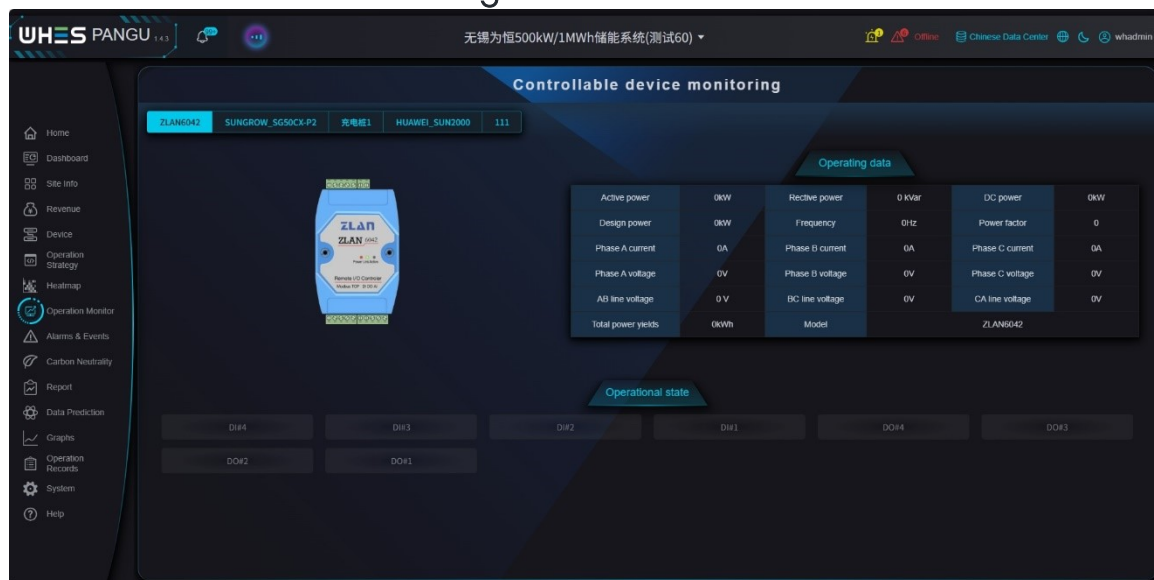 WHES PANGU 1.4.3
无锡为恒500kW/1MWh储能系统(测试60)
1
Offline
Chinese Data Center
whadmin
Controllable device monitoring
ZLAN6042 SUNGROW_SG50CX-P2 充电桩1 HUAWEI_SUN2000 111
Home
Dashboard
Site Info
Revenue
Device
Operation
Strategy
Heatmap
Operation Monitor
Alarms & Events
Carbon Neutrality
Report
Data Prediction
Graphs
Operation
Records
System
Help
ZLAN
ZLAN 6042
Remote I/O Controller
Operating data
Active power 0kW Rective power 0 kVar DC power 0kW
Design power 0kW Frequency 0Hz Power factor 0
Phase A current 0A Phase B current 0A Phase C current 0A
Phase A voltage 0V Phase B voltage 0V Phase C voltage 0V
AB line voltage 0 V BC line voltage 0V CA line voltage 0V
Total power yields 0kWh Model ZLAN6042
Operational state
DI#4 DI#3 DI#2 DI#1 DO#4 DO#3
DO#2 DO#1